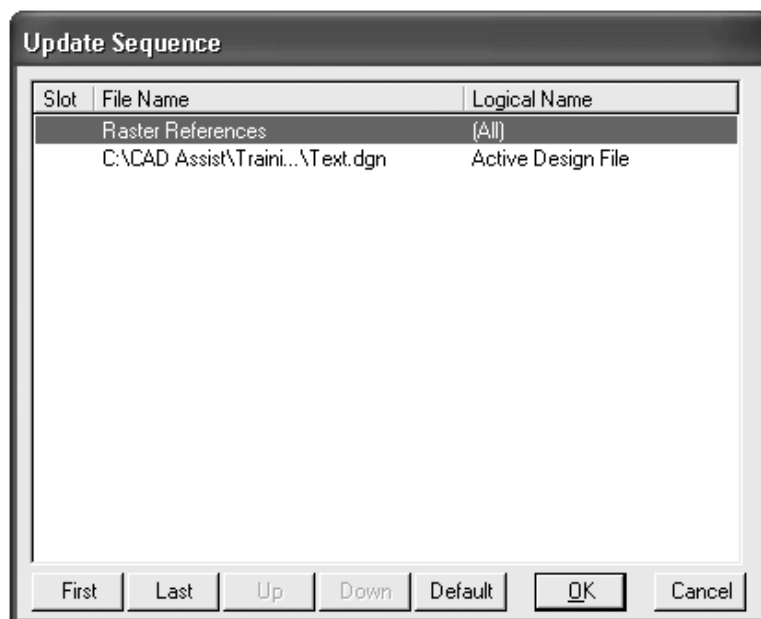 Update Sequence
Slot File Name Logical Name
Raster References (All)
C:\CAD Assist\Traini...\Text.dgn Active Design File
First Last Up Down Default OK Cancel